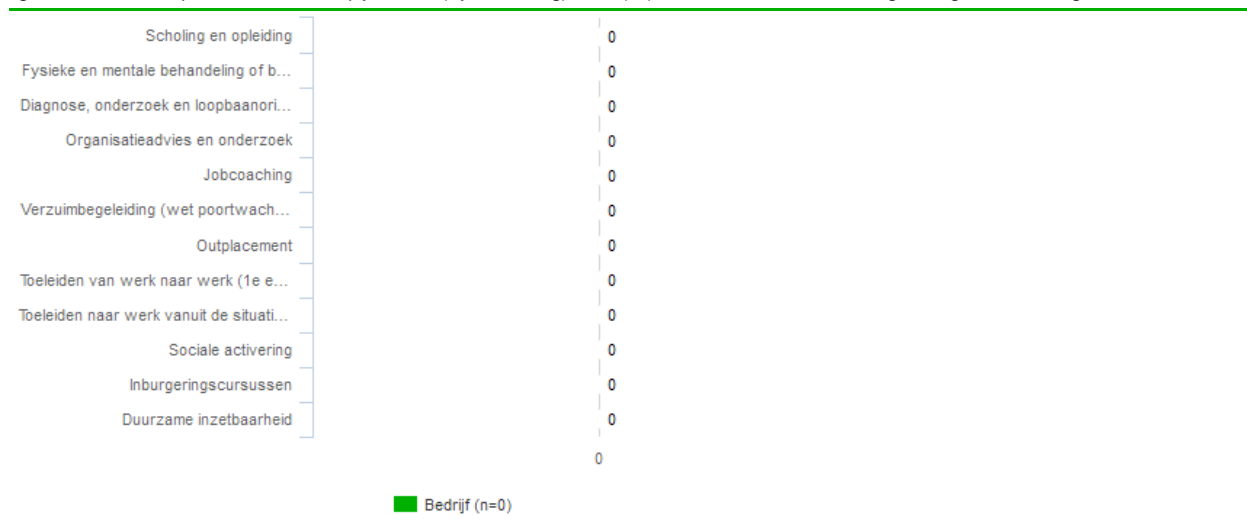 Scholing en opleiding 0
Fysieke en mentale behandeling of b... 0
Diagnose, onderzoek en loopbaanori... 0
Organisatieadvies en onderzoek 0
Jobcoaching 0
Verzuimbegeleiding (wet poortwach... 0
Outplacement 0
Toeleiden van werk naar werk (1e e... 0
Toeleiden naar werk vanuit de situati... 0
Sociale activering 0
Inburgeringscursussen 0
Duurzame inzetbaarheid 0
0
Bedrijf (n=0)